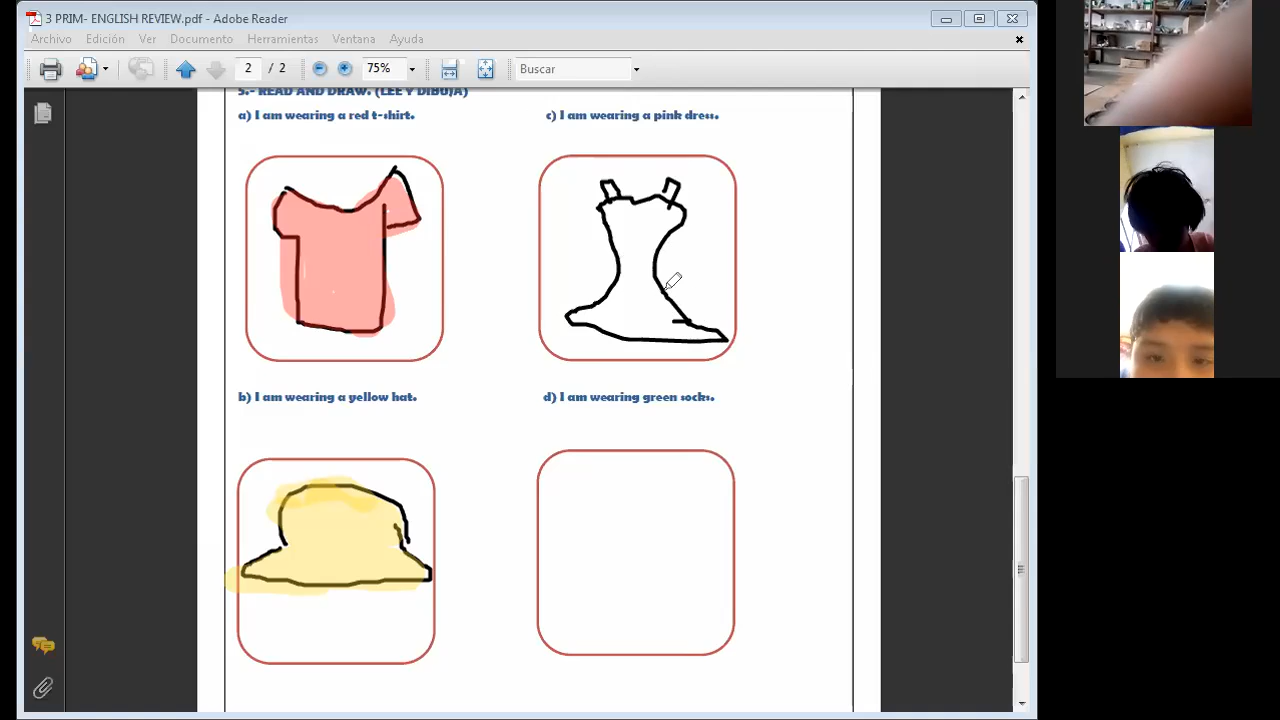 3 PRIM- ENGLISH REVIEW.pdf - Adobe Reader
Archivo Edición Ver Documento Herramientas Ventana Ayuda
2 / 2 75% Buscar
5.- READ AND DRAW. (LEE Y DIBUJA)
a) I am wearing a red t-shirt.
c) I am wearing a pink dress.
b) I am wearing a yellow hat.
d) I am wearing green socks.